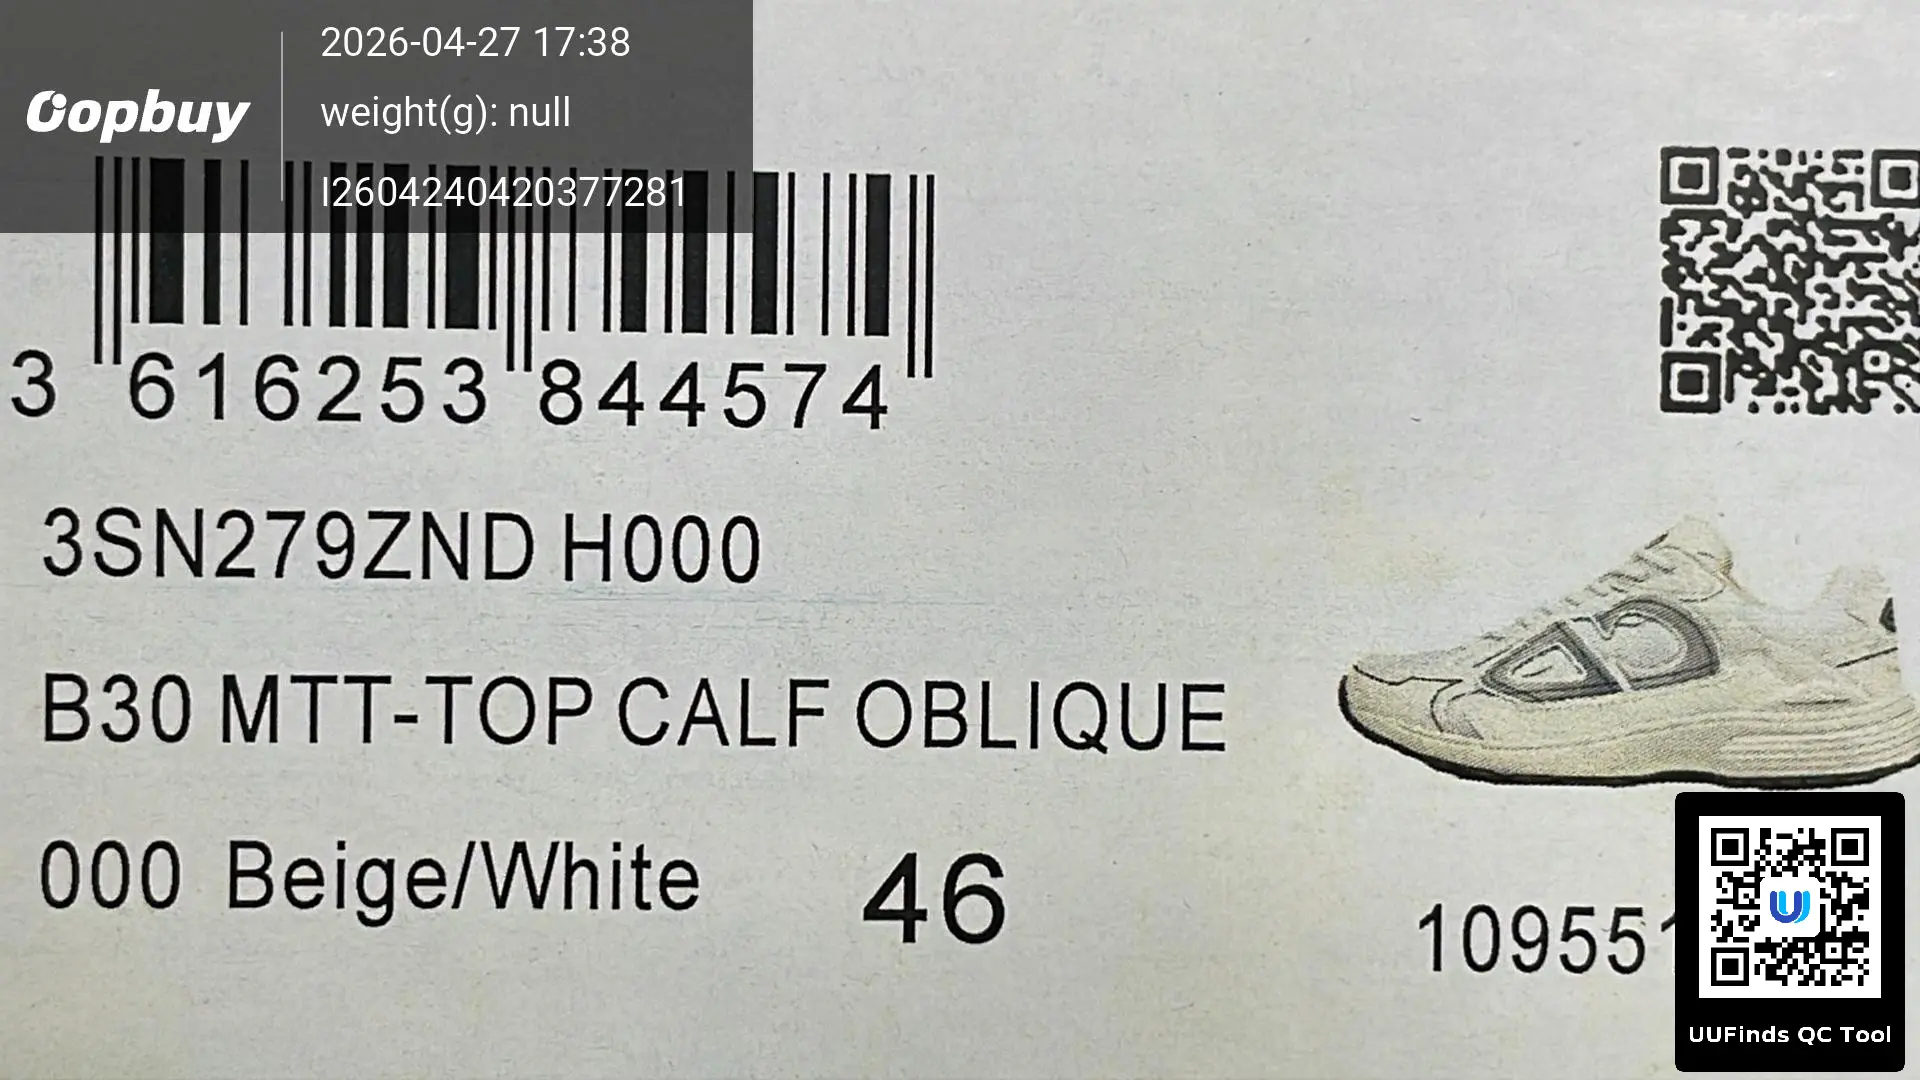 2026-04-27 17:38
Oopbuy
weight(g): null
I2604240420377281
3 616253 844574
3SN279ZND H000
B30 MTT-TOP CALF OBLIQUE
000 Beige/White 46
109551
UUFinds QC Tool